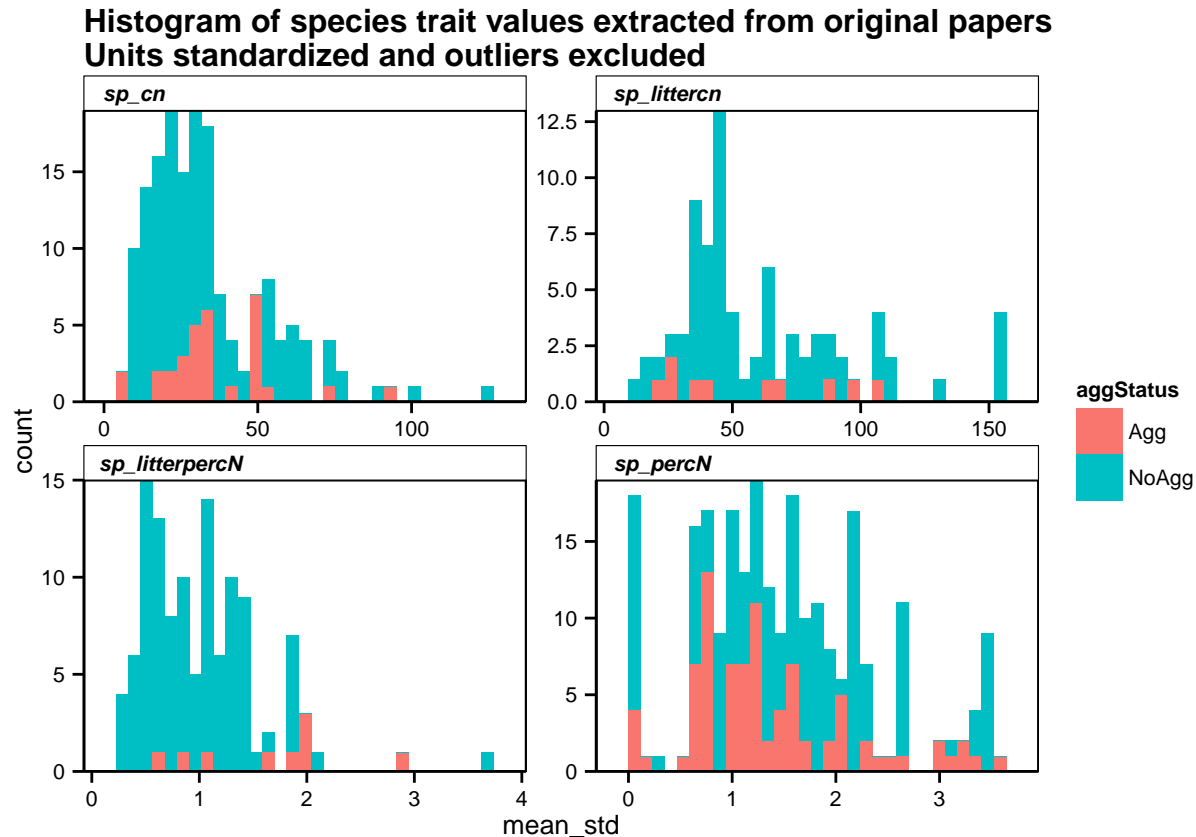 Histogram of species trait values extracted from original papers
Units standardized and outliers excluded
sp_cn
sp_littercn
15
10
5
0
0 50 100
12.5
10.0
7.5
5.0
2.5
0.0
0 50 100 150
sp_litterpercN
sp_percN
15
10
5
0
0 1 2 3 4
15
10
5
0
0 1 2 3
count
mean_std
aggStatus
Agg
NoAgg